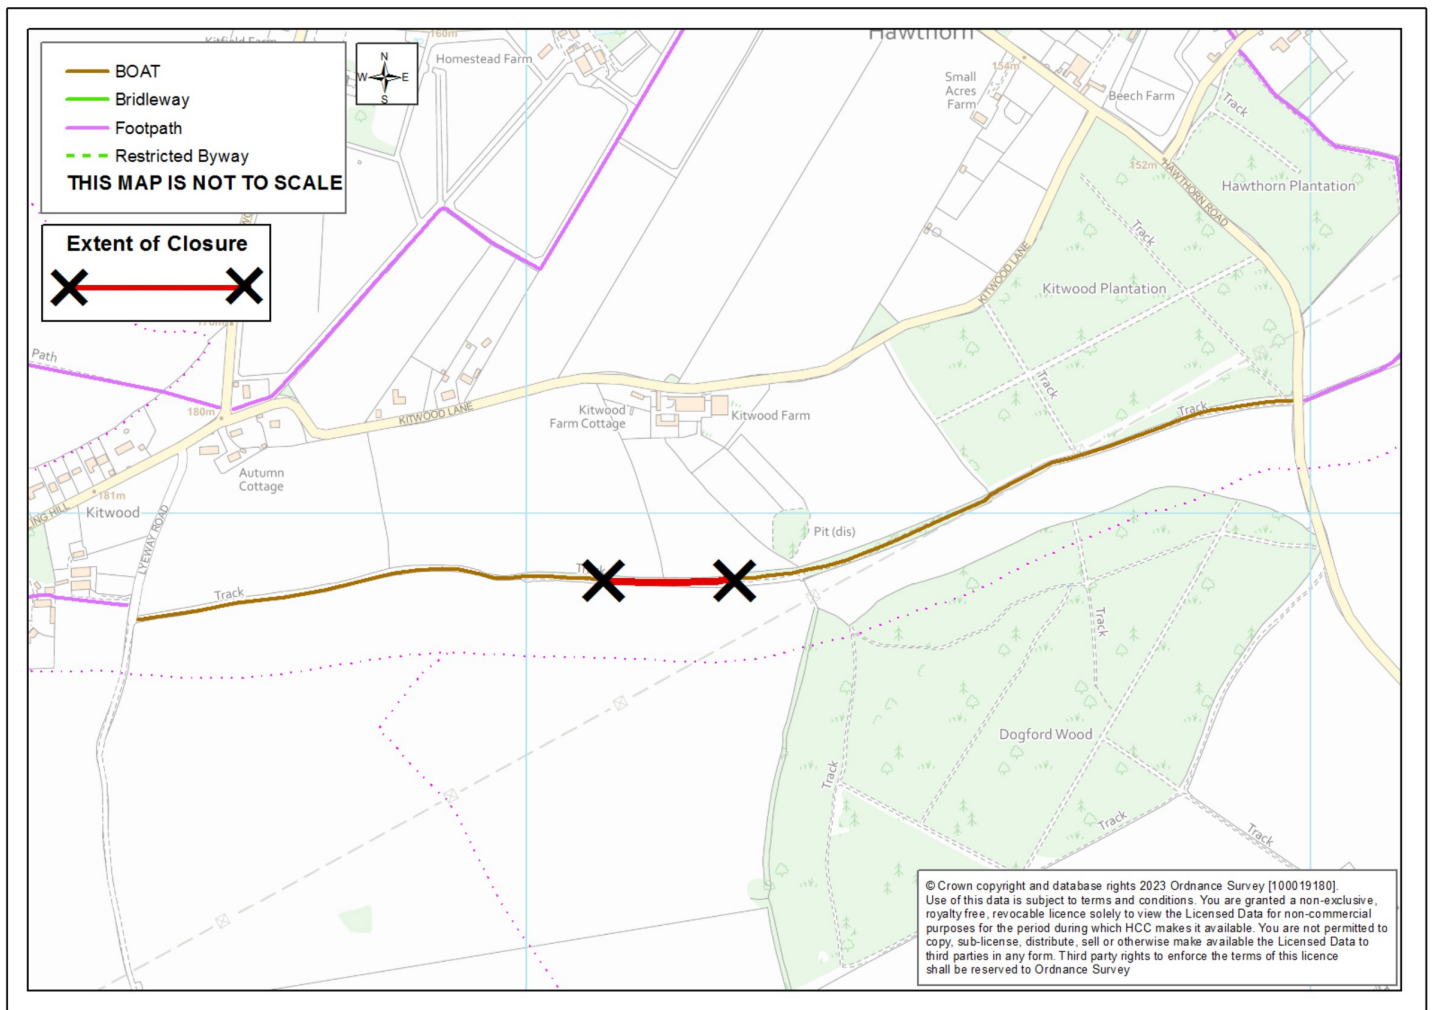 BOAT
Bridleway
Footpath
Restricted Byway
THIS MAP IS NOT TO SCALE
Extent of Closure
N
W E
S
Kitfield Farm
160m
Homestead Farm
Hawthorn
154m
Small
Acres
Farm
Beech Farm
Track
152m
HAWTHORN ROAD
Hawthorn Plantation
Track
KITWOOD LANE
Kitwood Plantation
170m
Path
Track
180m
KITWOOD LANE
Kitwood
Farm Cottage
Kitwood Farm
Track
Autumn
Cottage
181m
Kitwood
ING HILL
LYEWAY ROAD
Pit (dis)
Track
Track
Track
Dogford Wood
Track
Track
Track
© Crown copyright and database rights 2023 Ordnance Survey [100019180].
Use of this data is subject to terms and conditions. You are granted a non-exclusive,
royalty free, revocable licence solely to view the Licensed Data for non-commercial
purposes for the period during which HCC makes it available. You are not permitted to
copy, sub-license, distribute, sell or otherwise make available the Licensed Data to
third parties in any form. Third party rights to enforce the terms of this licence
shall be reserved to Ordnance Survey